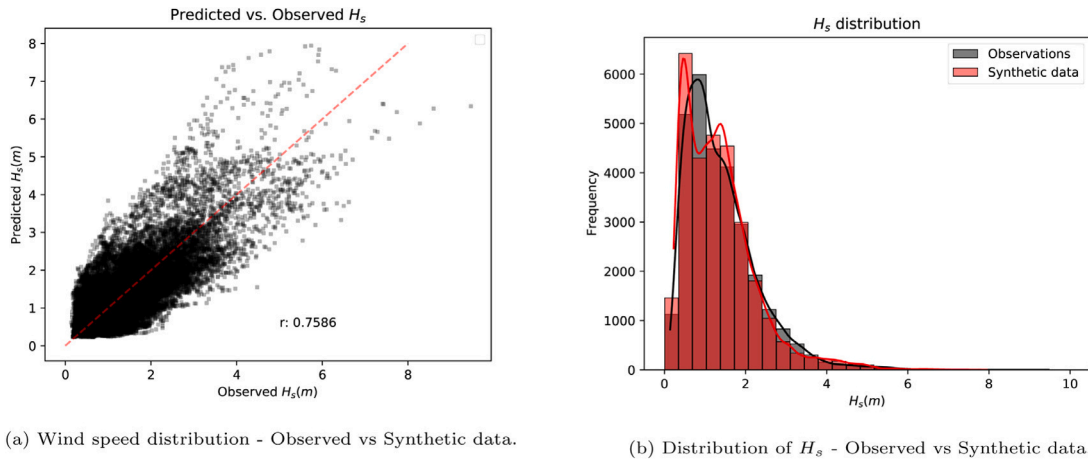 Predicted vs. Observed H_s
8
7
6
5
4
3
2
1
0
Predicted H_s(m)
r: 0.7586
0 2 4 6 8
Observed H_s(m)
(a) Wind speed distribution - Observed vs Synthetic data.
H_s distribution
Observations
Synthetic data
6000
5000
4000
3000
2000
1000
0
Frequency
0 2 4 6 8 10
H_s(m)
(b) Distribution of H_s - Observed vs Synthetic data